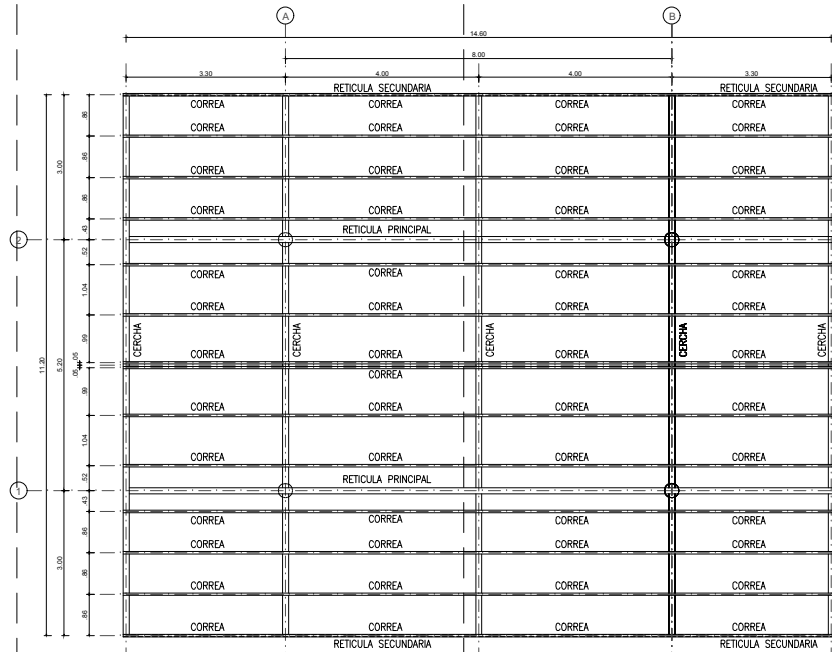 A B
14.60
8.00
3.30 4.00 4.00 3.30
RETICULA SECUNDARIA RETICULA SECUNDARIA
CORREA CORREA CORREA CORREA
.86
CORREA CORREA CORREA CORREA
3.00
.86
CORREA CORREA CORREA CORREA
.86
CORREA CORREA CORREA CORREA
.43
RETICULA PRINCIPAL
2
.52
CORREA CORREA CORREA CORREA
1.04
CORREA CORREA CORREA CORREA
CERCHA CERCHA CERCHA CERCHA CERCHA
.99
CORREA CORREA CORREA CORREA
.05
11.20 5.20
.05
CORREA
.99
CORREA CORREA CORREA CORREA
1.04
CORREA CORREA CORREA CORREA
.52
RETICULA PRINCIPAL
1
.43
CORREA CORREA CORREA CORREA
.86
CORREA CORREA CORREA CORREA
3.00
.86
CORREA CORREA CORREA CORREA
.86
CORREA CORREA CORREA CORREA
RETICULA SECUNDARIA RETICULA SECUNDARIA